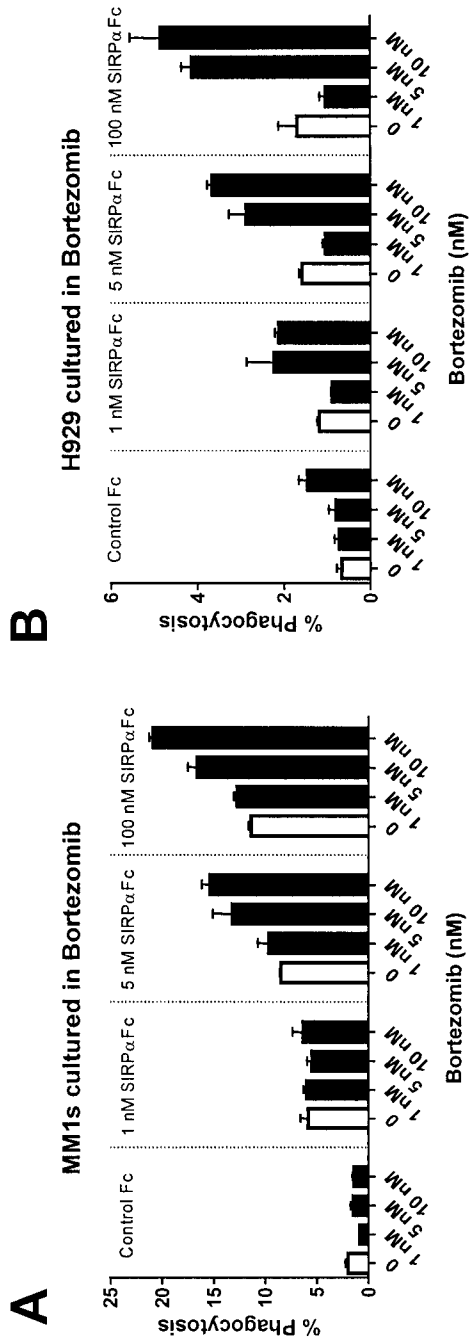 A
MM1s cultured in Bortezomib
% Phagocytosis
25
20
15
10
5
0
Control Fc
1 nM SIRPαFc
5 nM SIRPαFc
100 nM SIRPαFc
0 1 nM 5 nM 10 nM
0 1 nM 5 nM 10 nM
0 1 nM 5 nM 10 nM
0 1 nM 5 nM 10 nM
Bortezomib (nM)
B
H929 cultured in Bortezomib
% Phagocytosis
6
4
2
0
Control Fc
1 nM SIRPαFc
5 nM SIRPαFc
100 nM SIRPαFc
0 1 nM 5 nM 10 nM
0 1 nM 5 nM 10 nM
0 1 nM 5 nM 10 nM
0 1 nM 5 nM 10 nM
Bortezomib (nM)